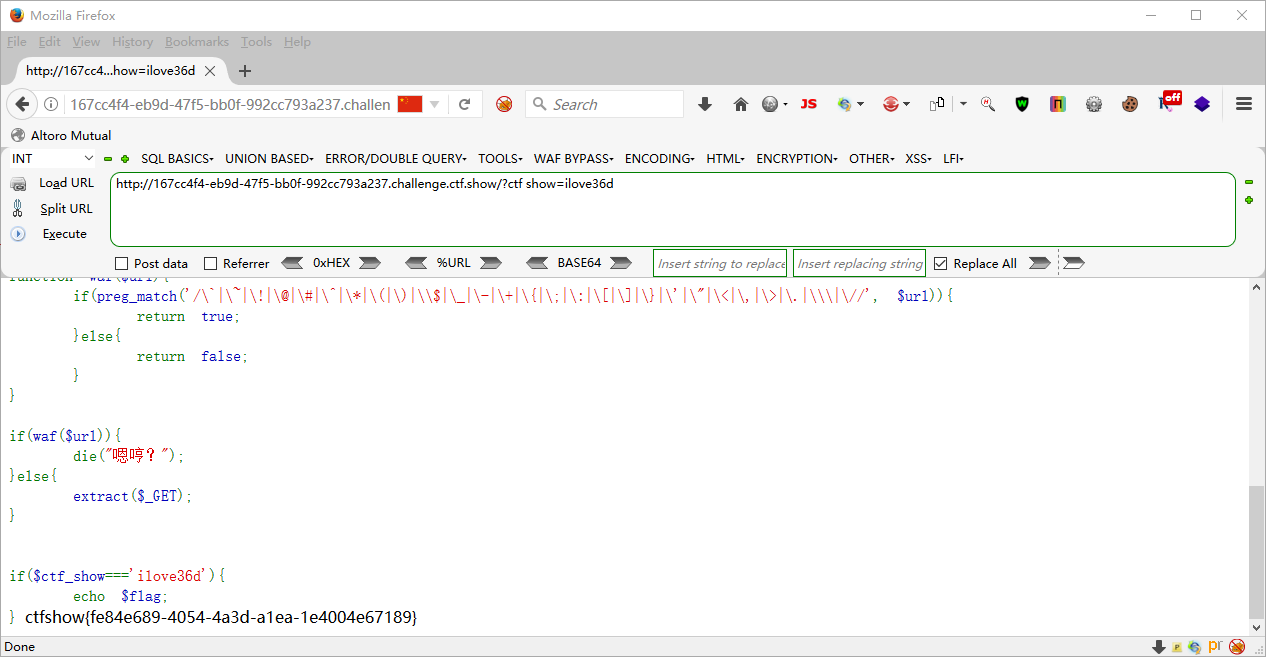 Mozilla Firefox
File Edit View History Bookmarks Tools Help
http://167cc4...how=ilove36d
167cc4f4-eb9d-47f5-bb0f-992cc793a237.challen
Search
JS
off
Altoro Mutual
INT
SQL BASICS▾ UNION BASED▾ ERROR/DOUBLE QUERY▾ TOOLS▾ WAF BYPASS▾ ENCODING▾ HTML▾ ENCRYPTION▾ OTHER▾ XSS▾ LFI▾
Load URL
http://167cc4f4-eb9d-47f5-bb0f-992cc793a237.challenge.ctf.show/?ctf show=ilove36d
Split URL
Execute
Post data Referrer 0xHEX %URL BASE64 Insert string to replace Insert replacing string Replace All
function waf($url){
if(preg_match('/\`|\~|\!|\@|\#|\^|\*|\(|\)|\\$|\_|\-|\+|\{|\;|\:|\[|\]|\}|\'|\"|\<|\,|\>|\.|\\\|\//', $url)){
return true;
}else{
return false;
}
}
if(waf($url)){
die("嗯哼？");
}else{
extract($_GET);
}
if($ctf_show==='ilove36d'){
echo $flag;
} ctfshow{fe84e689-4054-4a3d-a1ea-1e4004e67189}
Done
pr